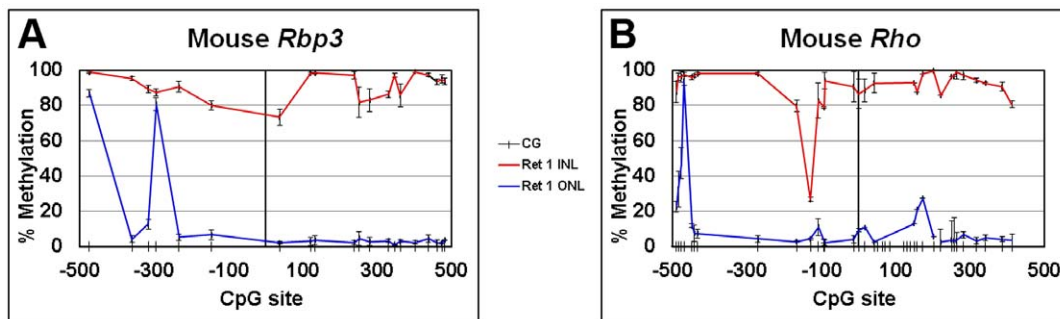 A
Mouse Rbp3
% Methylation
100
80
60
40
20
0
-500 -300 -100 100 300 500
CpG site
CG
Ret 1 INL
Ret 1 ONL
B
Mouse Rho
% Methylation
100
80
60
40
20
0
-500 -300 -100 100 300 500
CpG site